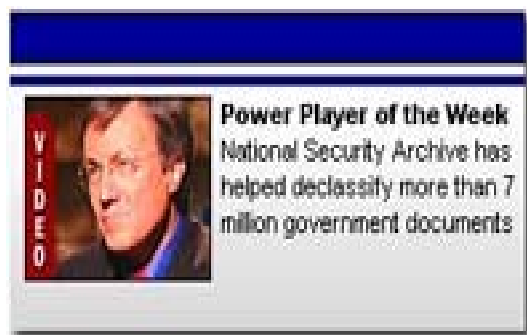 VIDEO
Power Player of the Week
National Security Archive has
helped declassify more than 7
million government documents